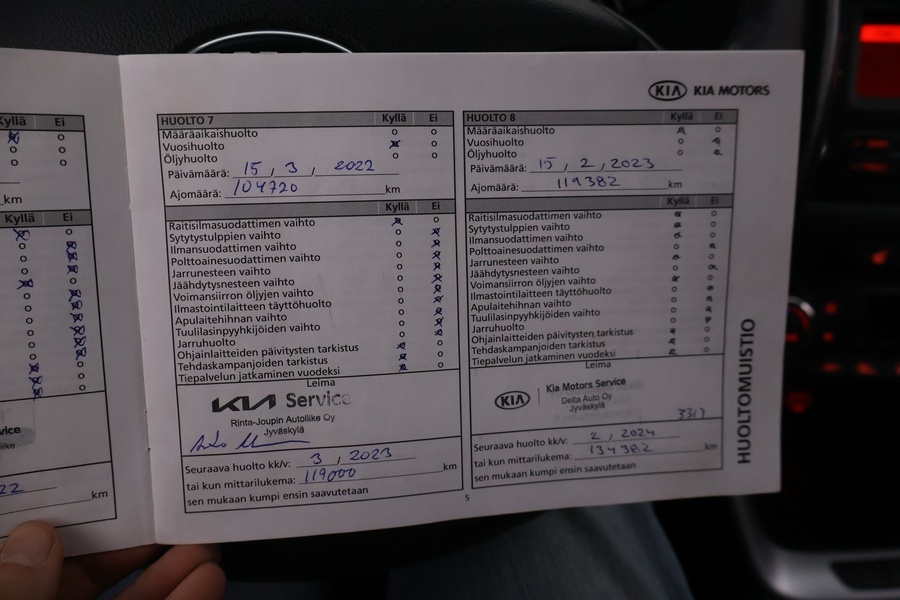 KIA KIA MOTORS
Kyllä Ei
km
Kyllä Ei
km
HUOLTO 7 Kyllä Ei
Määräaikaishuolto
Vuosihuolto
Öljyhuolto
Päivämäärä: 15, 3, 2022
Ajomäärä: 104720 km
Kyllä Ei
Raitisilmasuodattimen vaihto
Sytytystulppien vaihto
Ilmansuodattimen vaihto
Polttoainesuodattimen vaihto
Jarrunesteen vaihto
Jäähdytysnesteen vaihto
Voimansiirron öljyjen vaihto
Ilmastointilaitteen täyttöhuolto
Apulaitehihnan vaihto
Tuulilasinpyyhkijöiden vaihto
Jarruhuolto
Ohjainlaitteiden päivitysten tarkistus
Tehdaskampanjoiden tarkistus
Tiepalvelun jatkaminen vuodeksi
Leima
KIA Service
Rinta-Joupin Autoliike Oy
Jyväskylä
Seuraava huolto kk/v: 3, 2023
tai kun mittarilukema: 119000 km
sen mukaan kumpi ensin saavutetaan
HUOLTO 8 Kyllä Ei
Määräaikaishuolto
Vuosihuolto
Öljyhuolto
Päivämäärä: 15, 2, 2023
Ajomäärä: 119382 km
Kyllä Ei
Raitisilmasuodattimen vaihto
Sytytystulppien vaihto
Ilmansuodattimen vaihto
Polttoainesuodattimen vaihto
Jarrunesteen vaihto
Jäähdytysnesteen vaihto
Voimansiirron öljyjen vaihto
Ilmastointilaitteen täyttöhuolto
Apulaitehihnan vaihto
Tuulilasinpyyhkijöiden vaihto
Jarruhuolto
Ohjainlaitteiden päivitysten tarkistus
Tehdaskampanjoiden tarkistus
Tiepalvelun jatkaminen vuodeksi
Leima
KIA Kia Motors Service
Delta Auto Oy
Jyväskylä
Seuraava huolto kk/v: 2, 2024
tai kun mittarilukema: 134382 km
sen mukaan kumpi ensin saavutetaan
5
HUOLTOMUISTIO